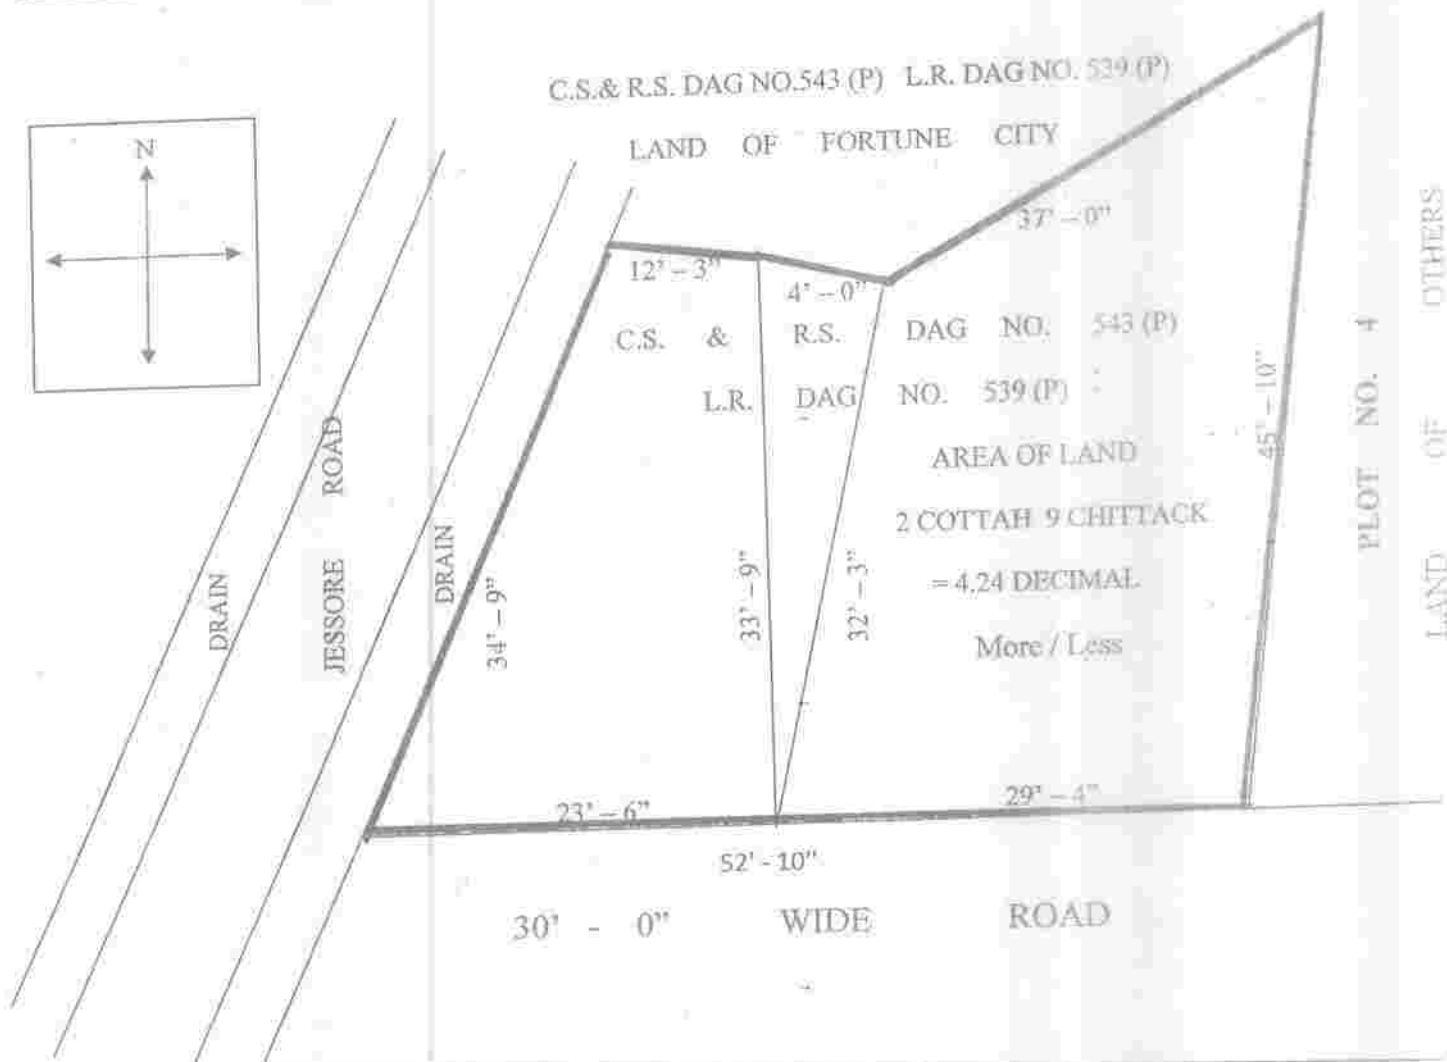 C.S.& R.S. DAG NO.543 (P) L.R. DAG NO. 539 (P)
LAND OF FORTUNE CITY
N
37' – 0"
12' – 3"
4' – 0"
C.S. & R.S. DAG NO. 543 (P)
L.R. DAG NO. 539 (P)
AREA OF LAND
2 COTTAH 9 CHITTACK
= 4.24 DECIMAL
More / Less
DRAIN
JESSORE ROAD
DRAIN
34' – 9"
33' – 9"
32' – 3"
45' – 10"
PLOT NO. 4
LAND OF OTHERS
23' – 6"
29' – 4"
52' - 10"
30' - 0" WIDE ROAD